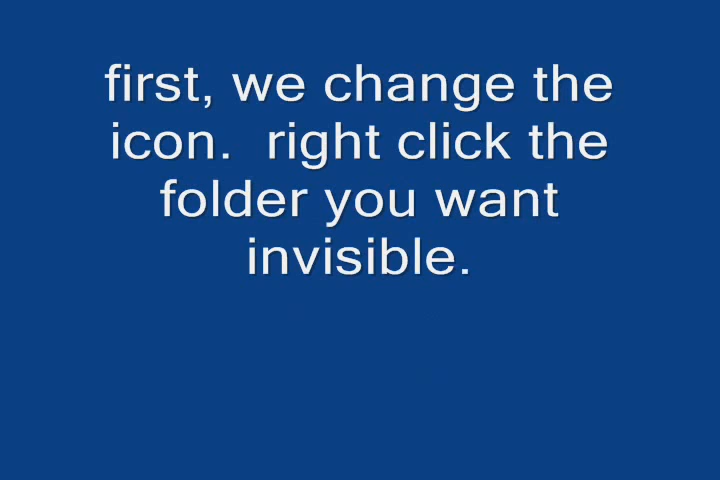 first, we change the
icon.  right click the
folder you want
invisible.